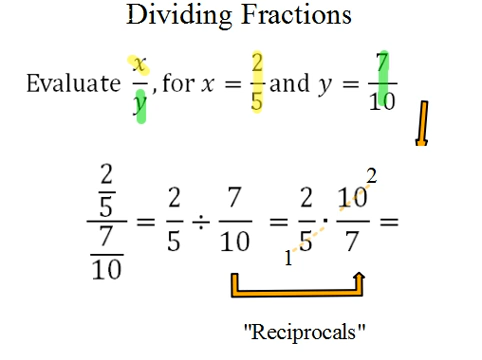 Dividing Fractions
Evaluate x/y, for x = 2/5 and y = 7/10
2/5 / 7/10 = 2/5 ÷ 7/10 = 2/5 · 10/7 =
2
1
"Reciprocals"